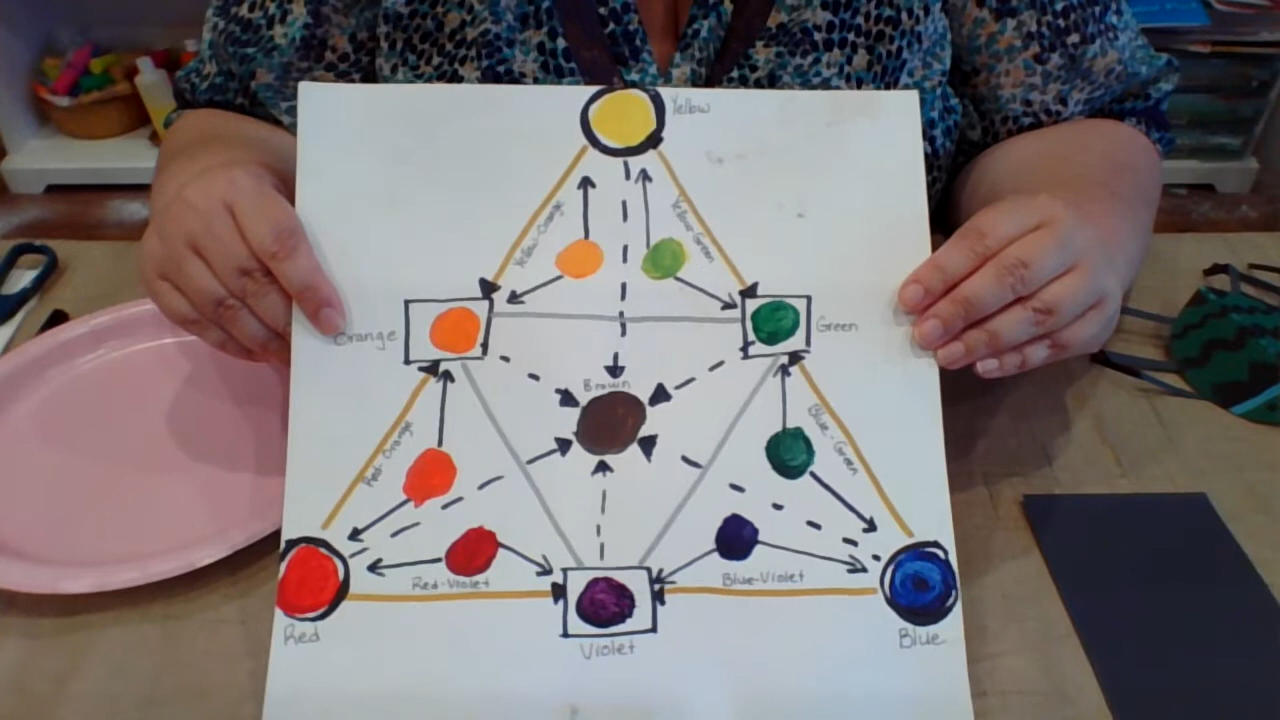 Yellow
Yellow-Orange
Yellow-Green
Orange
Green
Brown
Red-Orange
Blue-Green
Red-Violet
Blue-Violet
Red
Violet
Blue